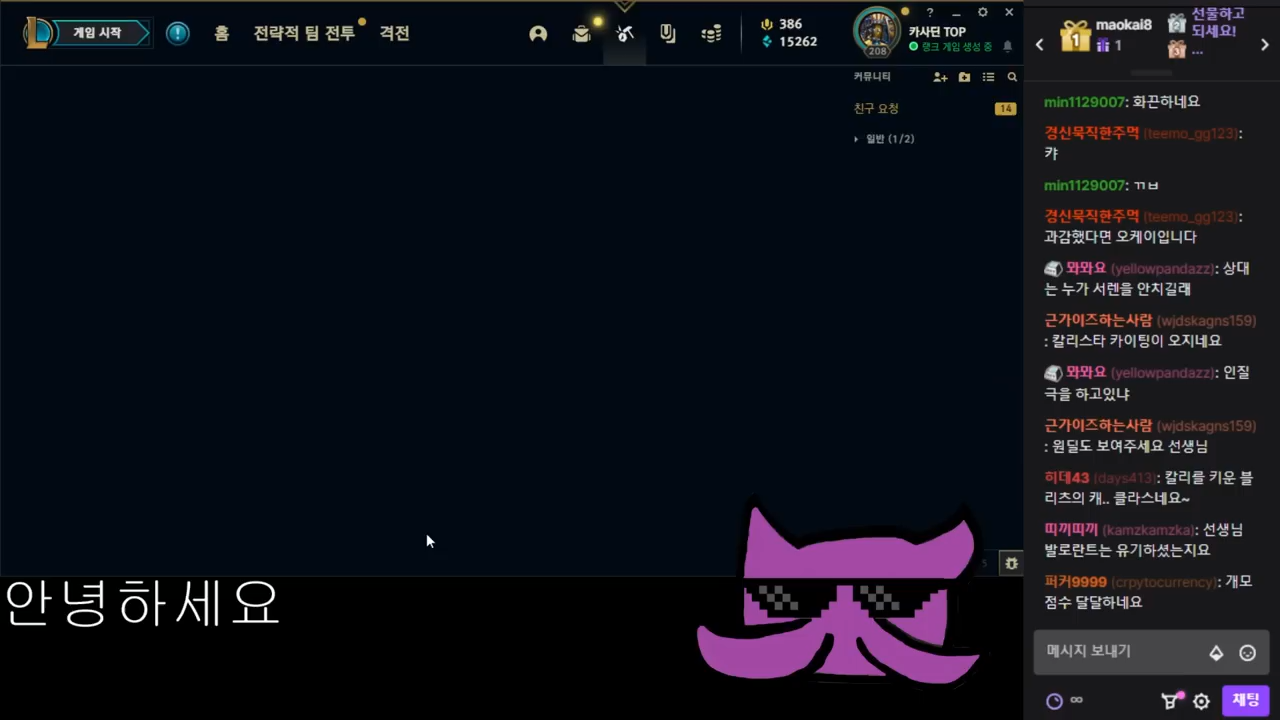 게임 시작
홈
전략적 팀 전투
격전
386
15262
208
카사딘 TOP
랭크 게임 생성 중
커뮤니티
친구 요청
14
일반 (1/2)
안녕하세요
1
maokai8
1
2
선물하고
되세요!
3
...
min1129007: 화끈하네요
경신묵직한주먹 (teemo_gg123):
캬
min1129007: ㄲㅂ
경신묵직한주먹 (teemo_gg123):
과감했다면 오케이입니다
뫄뫄요 (yellowpandazz): 상대
는 누가 서렌을 안치길래
근가이즈하는사람 (wjdskagns159)
: 칼리스타 카이팅이 오지네요
뫄뫄요 (yellowpandazz): 인질
극을 하고있냐
근가이즈하는사람 (wjdskagns159)
: 원딜도 보여주세요 선생님
히데43 (days413): 칼리를 키운 블
리츠의 캐.. 클라스네요~
띠끼띠끼 (kamzkamzka): 선생님
발로란트는 유기하셨는지요
퍼커9999 (crpytocurrency): 개모
점수 달달하네요
메시지 보내기
채팅